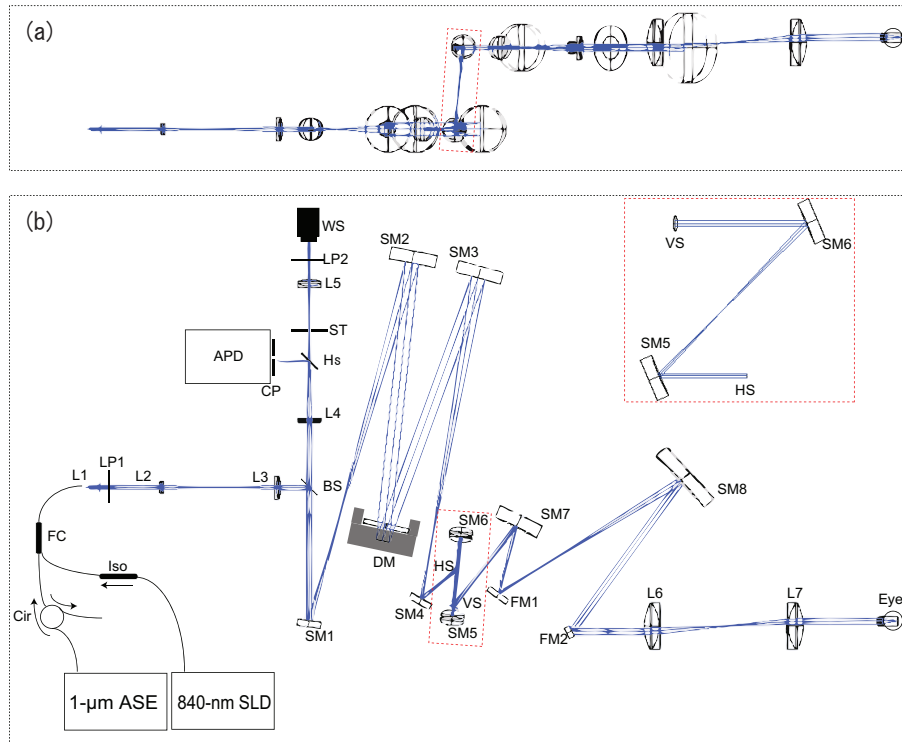 (a)
(b)
WS
LP2
L5
ST
APD
Hs
CP
L4
L1
LP1
L2
L3
BS
FC
Iso
Cir
1-μm ASE
840-nm SLD
SM1
SM2
SM3
DM
SM4
HS
SM6
VS
SM5
SM7
FM1
SM8
FM2
L6
L7
Eye
VS
SM6
SM5
HS